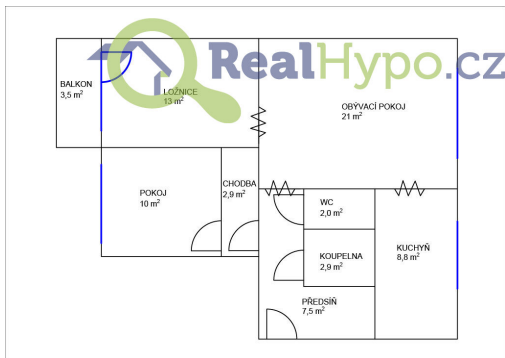 RealHypo.cz
BALKON
3,5 m²
LOŽNICE
13 m²
OBÝVACÍ POKOJ
21 m²
POKOJ
10 m²
CHODBA
2,9 m²
WC
2,0 m²
KOUPELNA
2,9 m²
KUCHYŇ
8,8 m²
PŘEDSÍŇ
7,5 m²